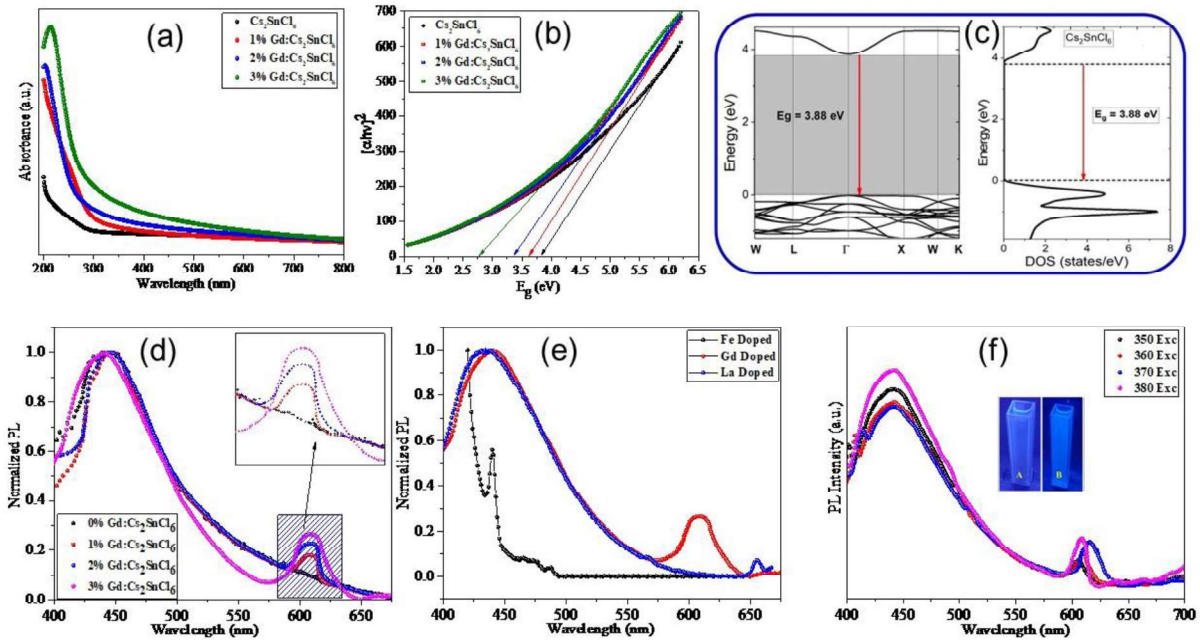 (a)
Cs2SnCl6
1% Gd:Cs2SnCl6
2% Gd:Cs2SnCl6
3% Gd:Cs2SnCl6
Absorbance (a.u.)
200 300 400 500 600 700 800
Wavelength (nm)
(b)
Cs2SnCl6
1% Gd:Cs2SnCl6
2% Gd:Cs2SnCl6
3% Gd:Cs2SnCl6
[αhν]2
700
600
500
400
300
200
100
0
1.5 2.0 2.5 3.0 3.5 4.0 4.5 5.0 5.5 6.0 6.5
Eg (eV)
(c)
Energy (eV)
4
2
0
Eg = 3.88 eV
W L Γ X W K
Energy (eV)
4
0
Cs2SnCl6
Eg = 3.88 eV
0 2 4 6 8
DOS (states/eV)
(d)
Normalized PL
1.0
0.8
0.6
0.4
0.2
0.0
0% Gd:Cs2SnCl6
1% Gd:Cs2SnCl6
2% Gd:Cs2SnCl6
3% Gd:Cs2SnCl6
400 450 500 550 600 650
Wavelength (nm)
(e)
Fe Doped
Gd Doped
La Doped
Normalized PL
1.0
0.8
0.6
0.4
0.2
0.0
400 450 500 550 600 650 700
Wavelength (nm)
(f)
350 Exc
360 Exc
370 Exc
380 Exc
PL Intensity (a.u.)
A
B
400 450 500 550 600 650 700
Wavelength (nm)